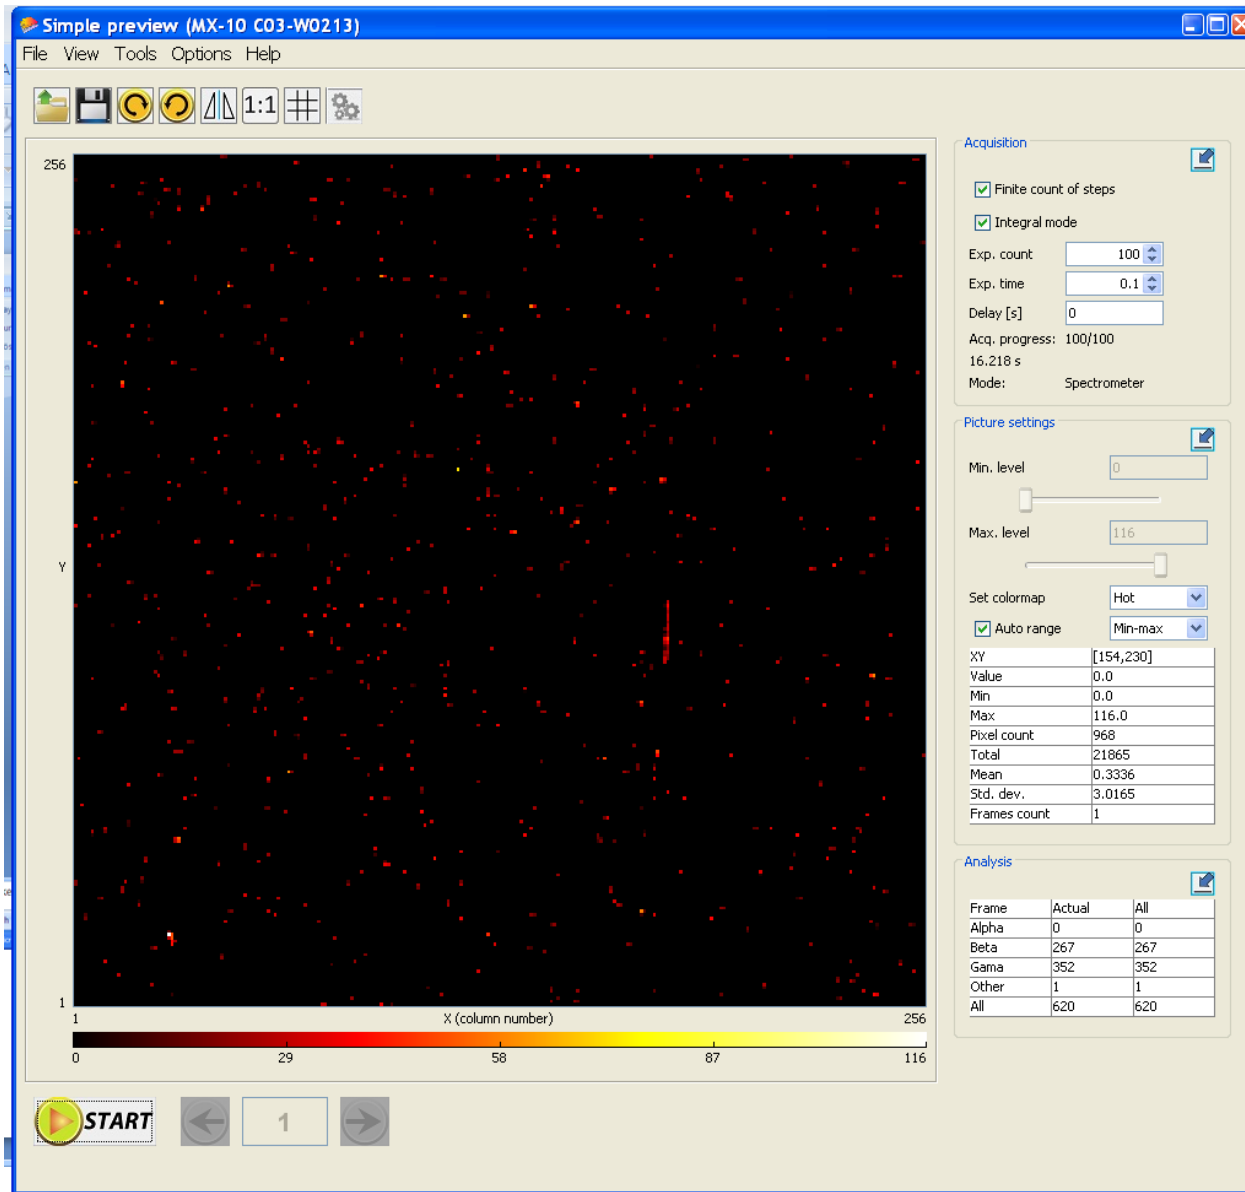 Simple preview (MX-10 C03-W0213)
File View Tools Options Help
1:1
Acquisition
Finite count of steps
Integral mode
Exp. count 100
Exp. time 0.1
Delay [s] 0
Acq. progress: 100/100
16.218 s
Mode: Spectrometer
Picture settings
Min. level 0
Max. level 116
Set colormap Hot
Auto range Min-max
XY [154,230]
Value 0.0
Min 0.0
Max 116.0
Pixel count 968
Total 21865
Mean 0.3336
Std. dev. 3.0165
Frames count 1
Analysis
Frame Actual All
Alpha 0 0
Beta 267 267
Gama 352 352
Other 1 1
All 620 620
256
Y
1
1 X (column number) 256
0 29 58 87 116
START 1